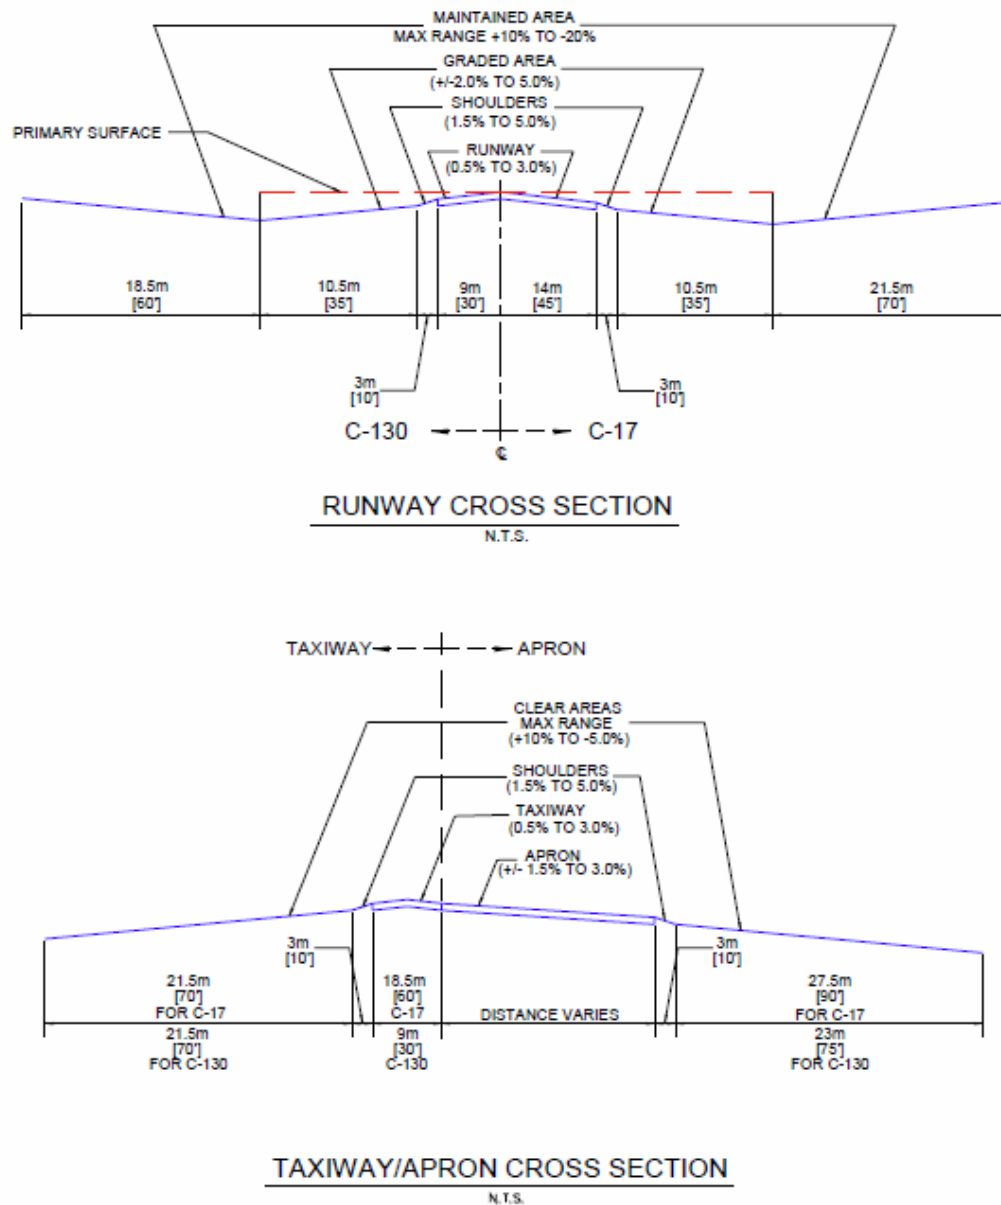 MAINTAINED AREA
MAX RANGE +10% TO -20%
GRADED AREA
(+/-2.0% TO 5.0%)
SHOULDERS
(1.5% TO 5.0%)
PRIMARY SURFACE
RUNWAY
(0.5% TO 3.0%)
18.5m
[60']
10.5m
[35']
9m
[30']
14m
[45']
10.5m
[35']
21.5m
[70']
3m
[10']
3m
[10']
C-130
C-17
℄
RUNWAY CROSS SECTION
N.T.S.
TAXIWAY
APRON
CLEAR AREAS
MAX RANGE
(+10% TO -5.0%)
SHOULDERS
(1.5% TO 5.0%)
TAXIWAY
(0.5% TO 3.0%)
APRON
(+/- 1.5% TO 3.0%)
3m
[10']
3m
[10']
21.5m
[70']
FOR C-17
18.5m
[60']
C-17
DISTANCE VARIES
27.5m
[90']
FOR C-17
21.5m
[70']
FOR C-130
9m
[30']
C-130
23m
[75']
FOR C-130
TAXIWAY/APRON CROSS SECTION
N.T.S.